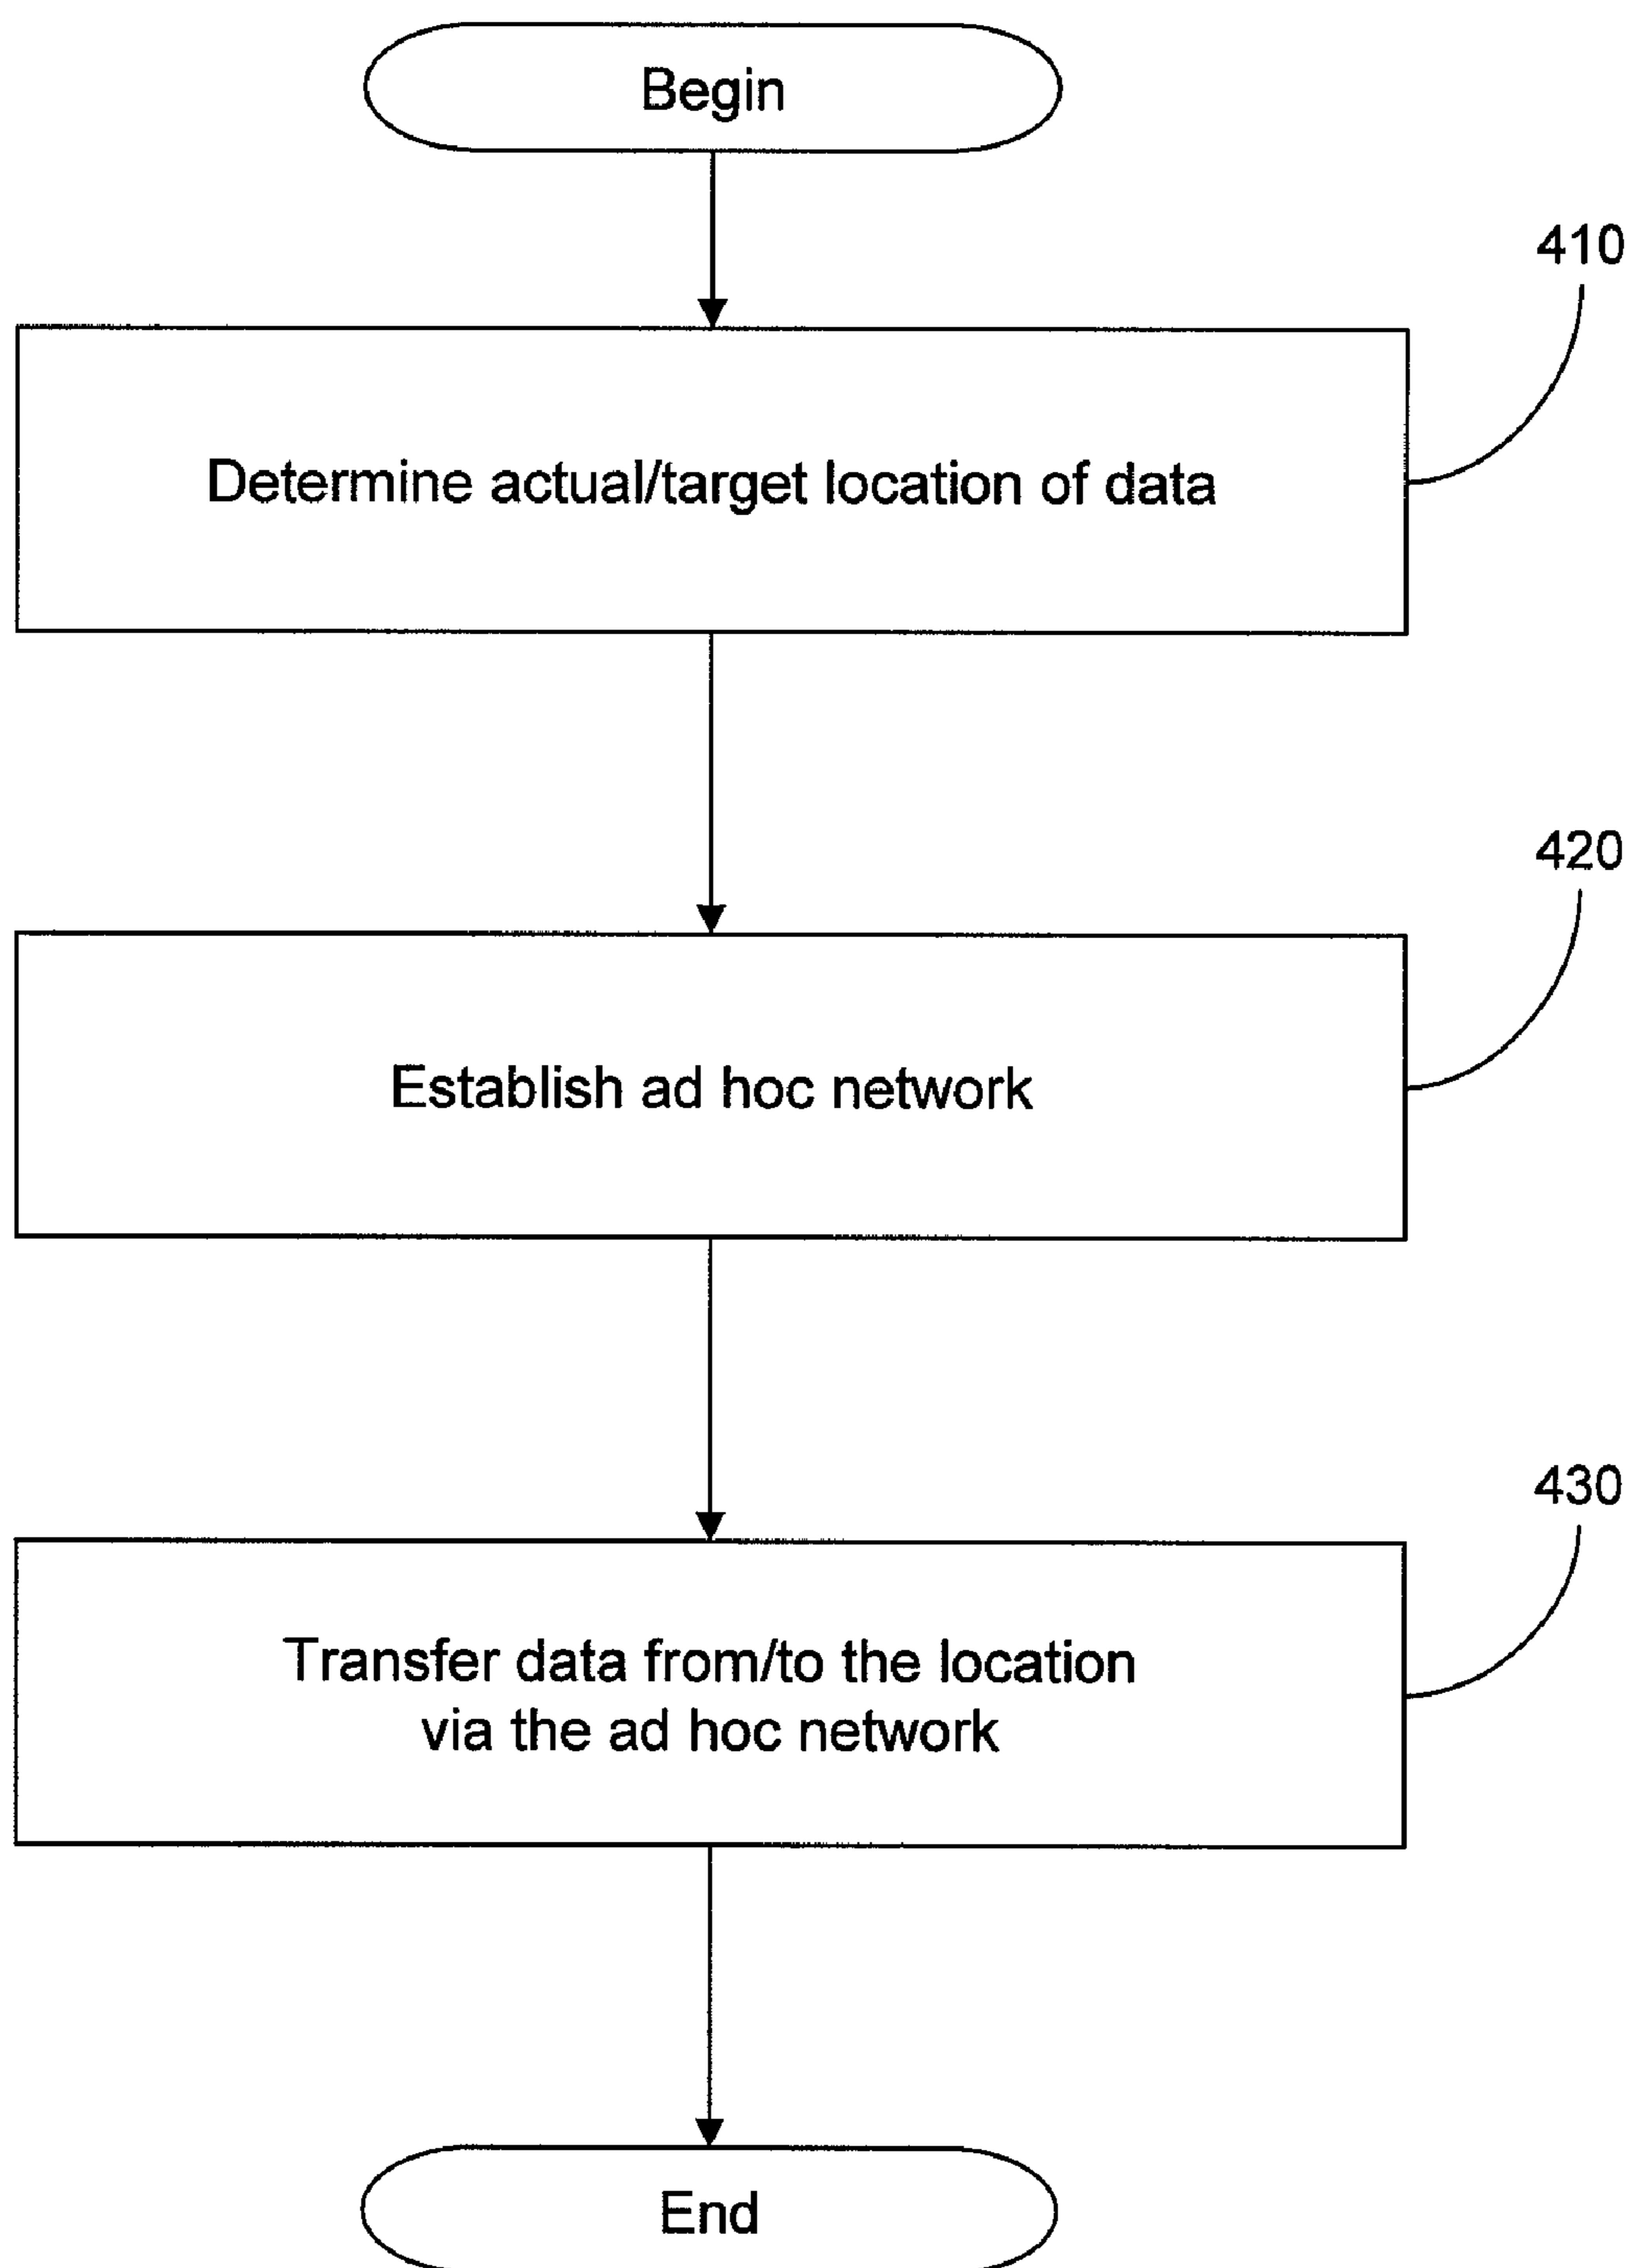 Begin
410
Determine actual/target location of data
420
Establish ad hoc network
430
Transfer data from/to the location
via the ad hoc network
End